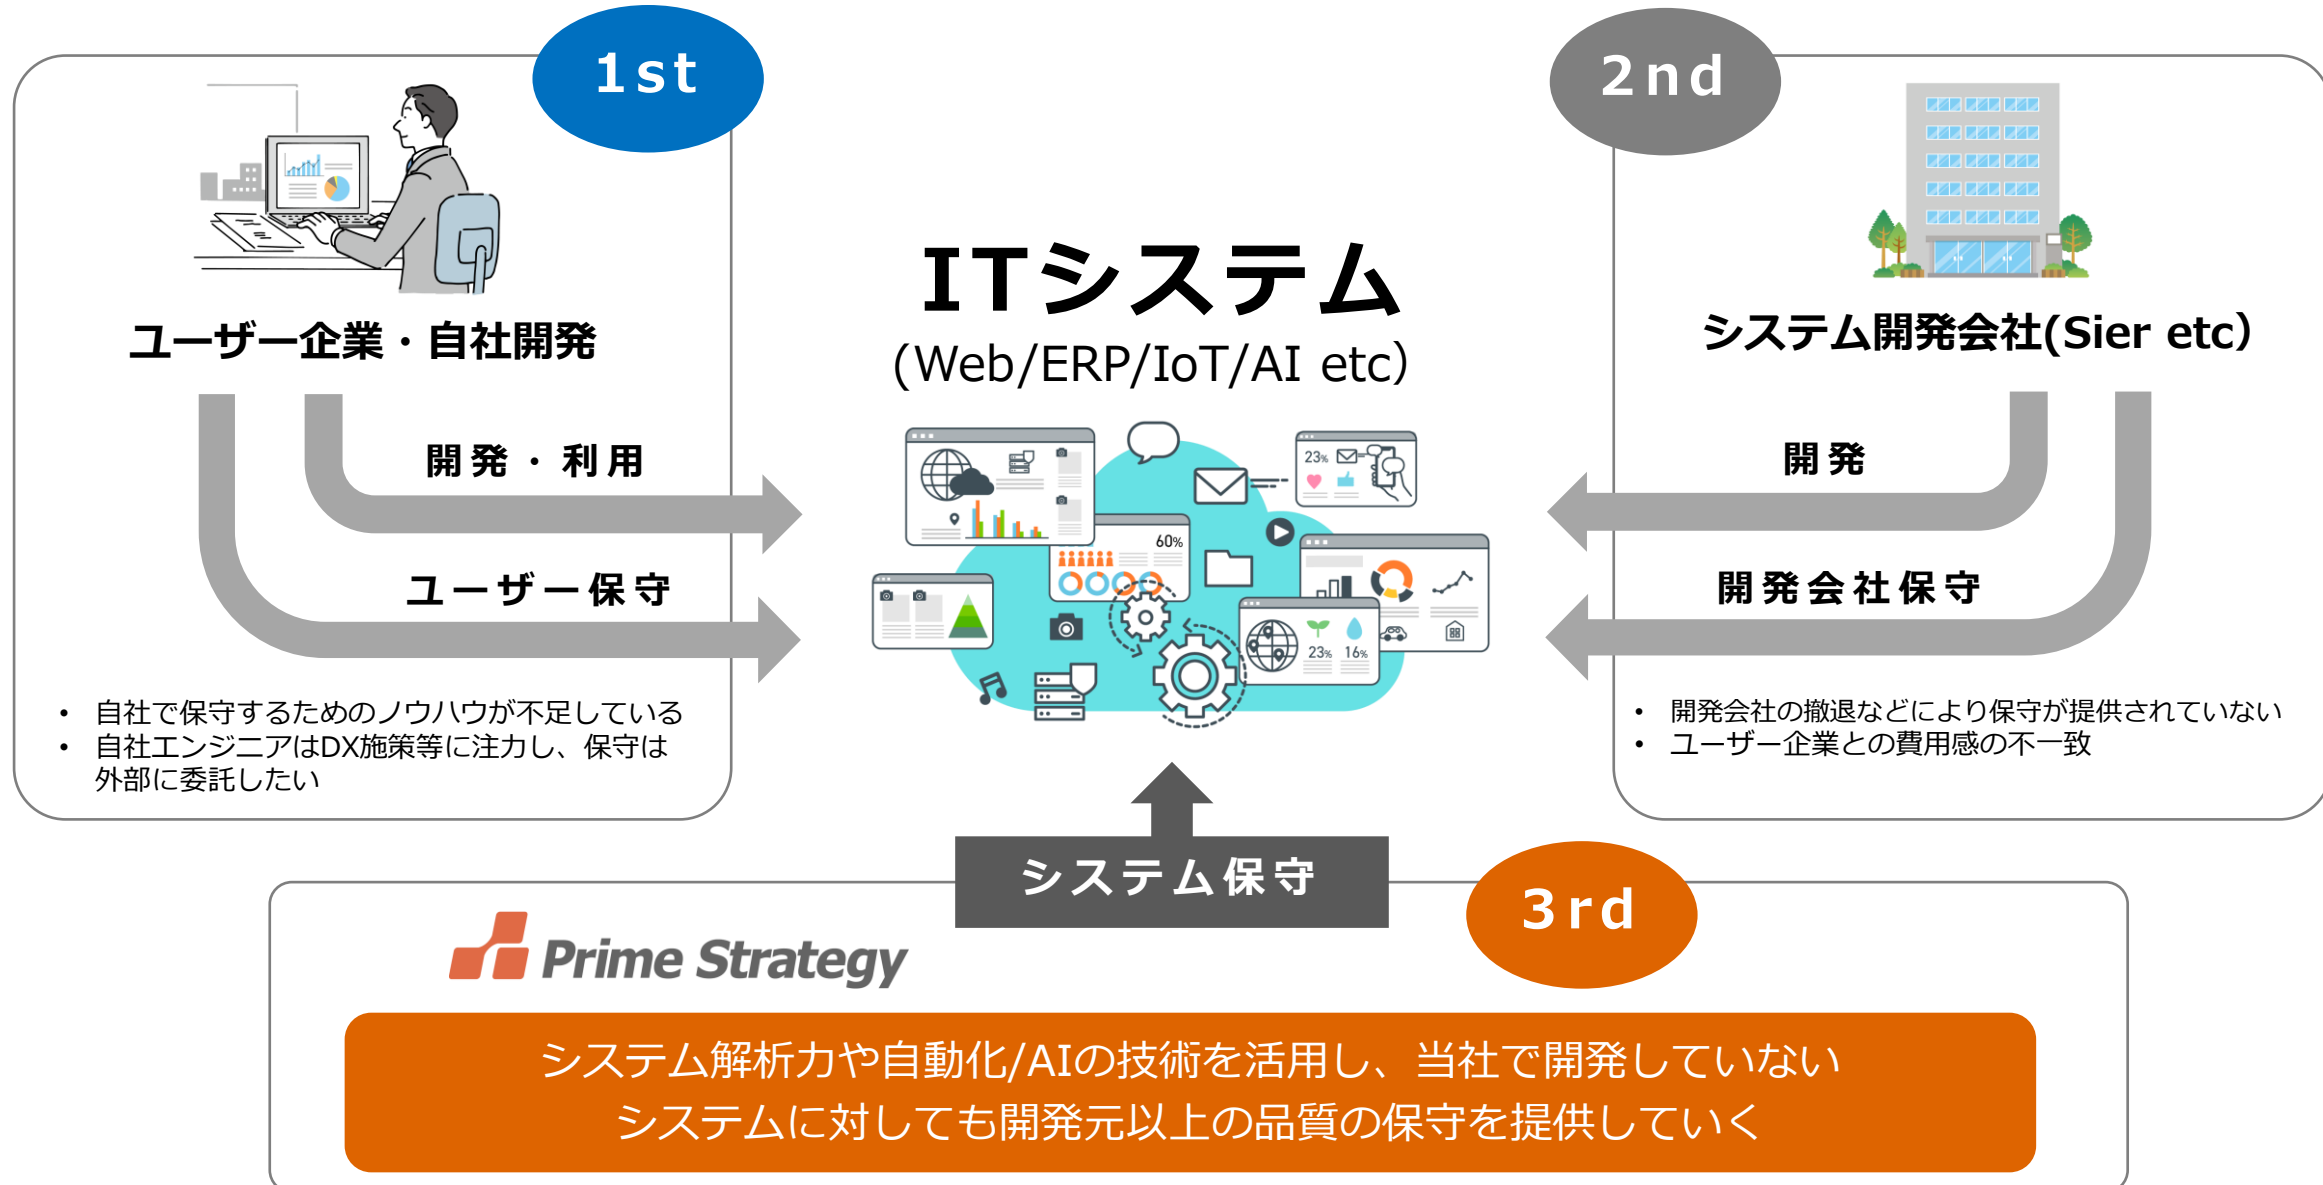 1st
ユーザー企業・自社開発
開発・利用
ユーザー保守
• 自社で保守するためのノウハウが不足している
• 自社エンジニアはDX施策等に注力し、保守は
外部に委託したい
ITシステム
(Web/ERP/IoT/AI etc）
23%
60%
23%
16%
2nd
システム開発会社(Sier etc）
開発
開発会社保守
• 開発会社の撤退などにより保守が提供されていない
• ユーザー企業との費用感の不一致
システム保守
3rd
Prime Strategy
システム解析力や自動化/AIの技術を活用し、当社で開発していない
システムに対しても開発元以上の品質の保守を提供していく